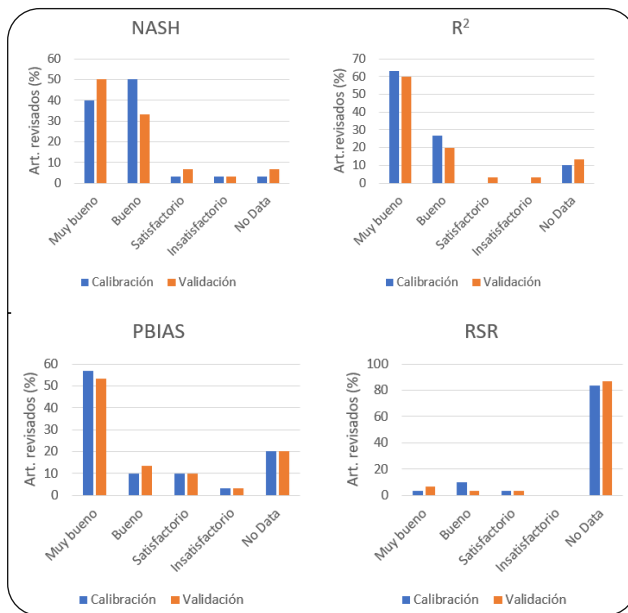 NASH
Art. revisados (%)
60
50
40
30
20
10
0
Muy bueno
Bueno
Satisfactorio
Insatisfactorio
No Data
Calibración
Validación
R²
Art.revisados (%)
70
60
50
40
30
20
10
0
Muy bueno
Bueno
Satisfactorio
Insatisfactorio
No Data
Calibración
Validación
PBIAS
Art. revisados (%)
60
50
40
30
20
10
0
Muy bueno
Bueno
Satisfactorio
Insatisfactorio
No Data
Calibración
Validación
RSR
Art. revisados (%)
100
80
60
40
20
0
Muy bueno
Bueno
Satisfactorio
Insatisfactorio
No Data
Calibración
Validación